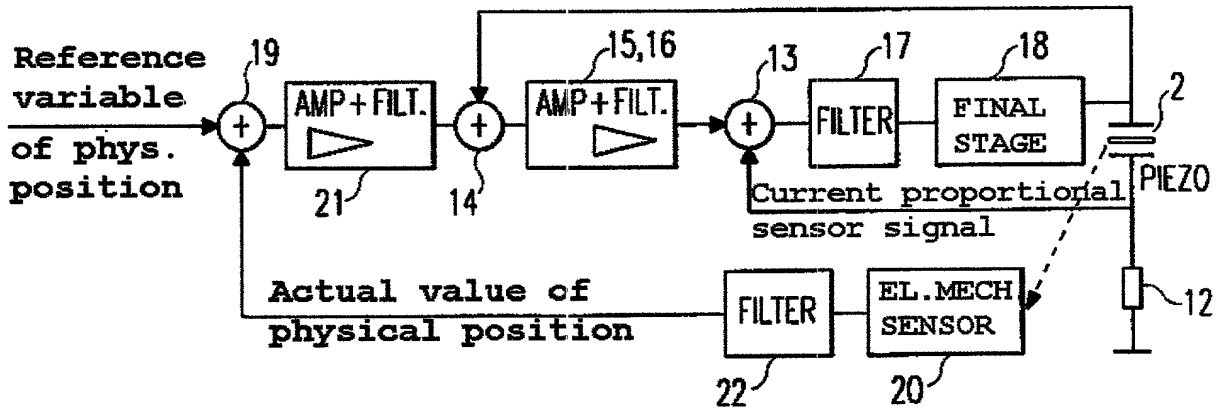 Reference
variable
of phys.
position
19
AMP+FILT.
21
14
15,16
AMP+FILT.
13
17
FILTER
18
FINAL
STAGE
2
PIEZO
Current proportional
sensor signal
12
Actual value of
physical position
FILTER
22
EL.MECH
SENSOR
20